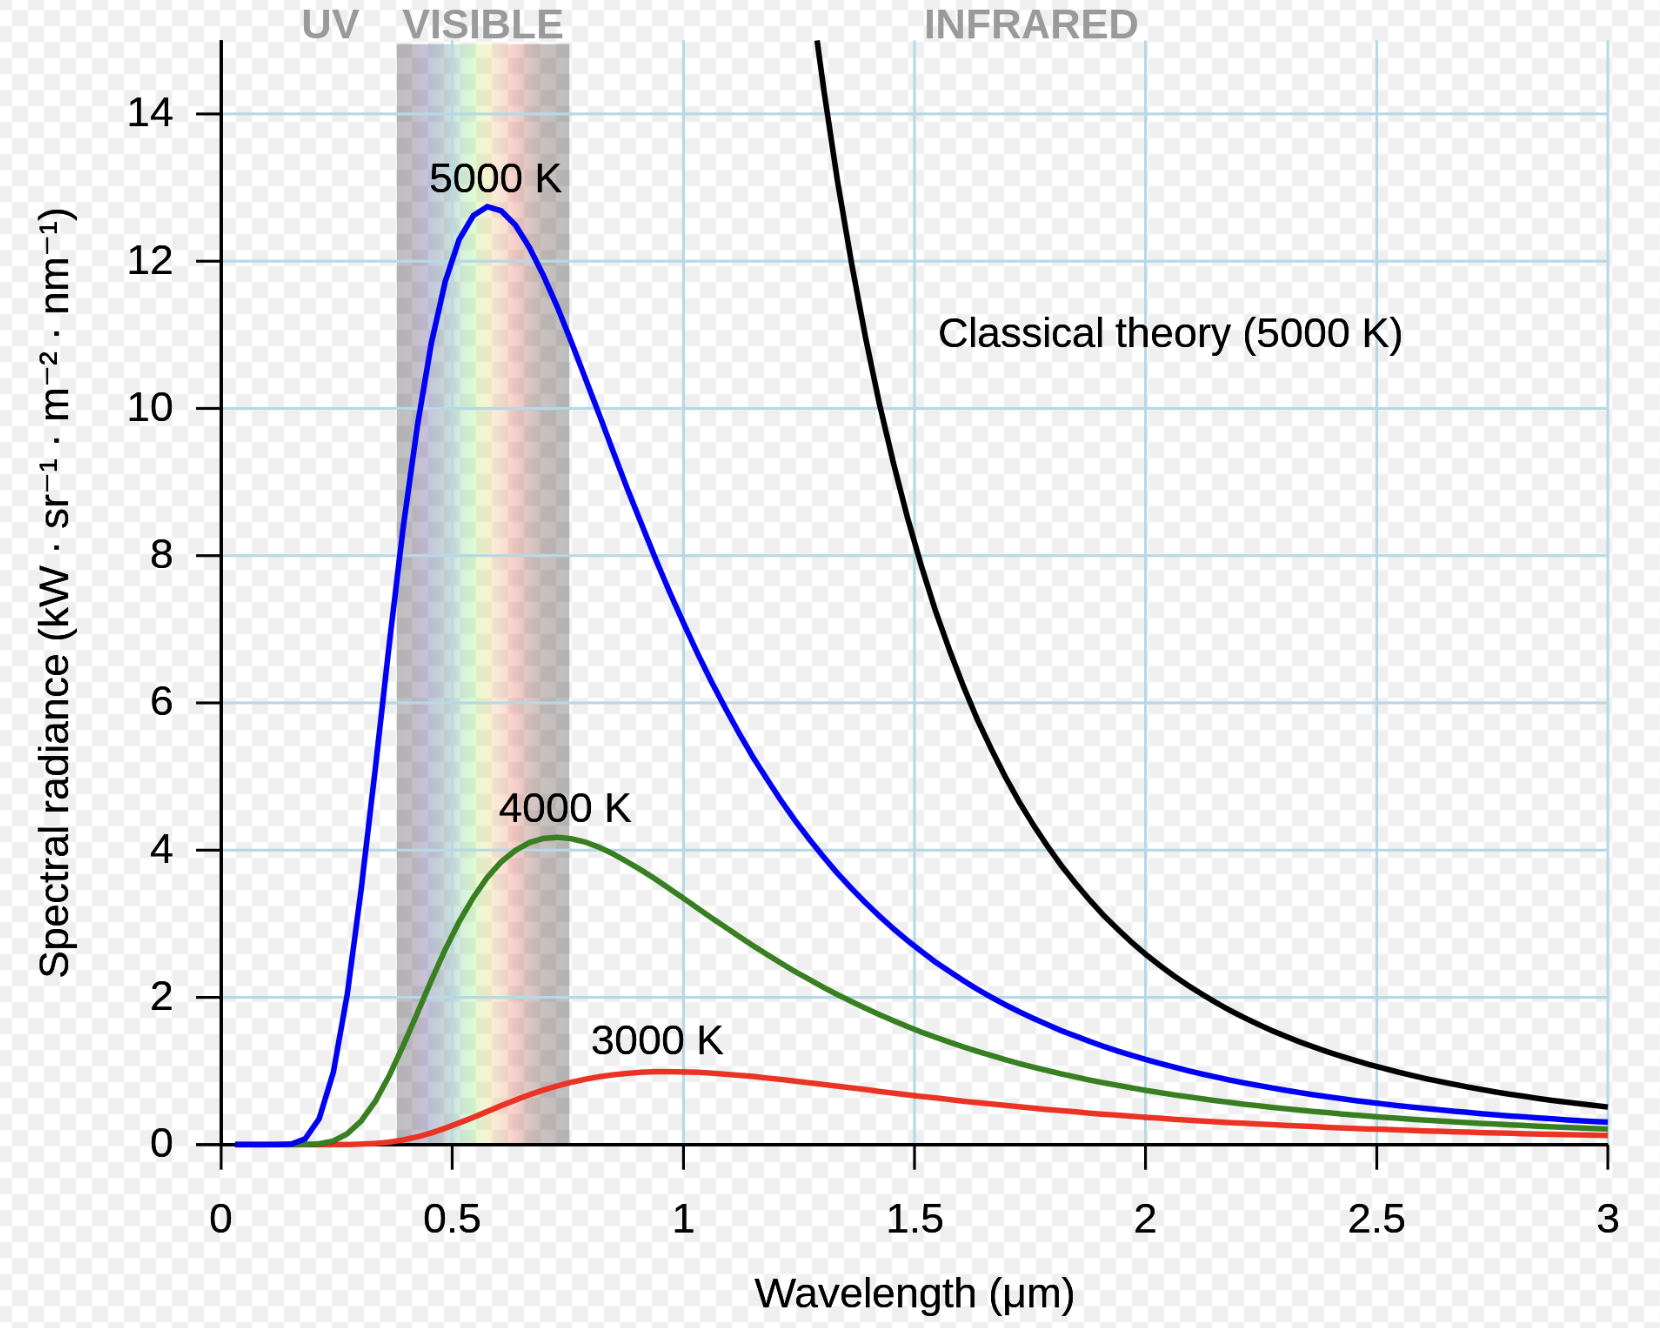 UV VISIBLE INFRARED
14
5000 K
12
Classical theory (5000 K)
10
8
6
4000 K
4
2
3000 K
0
Spectral radiance (kW · sr⁻¹ · m⁻² · nm⁻¹)
0 0.5 1 1.5 2 2.5 3
Wavelength (μm)